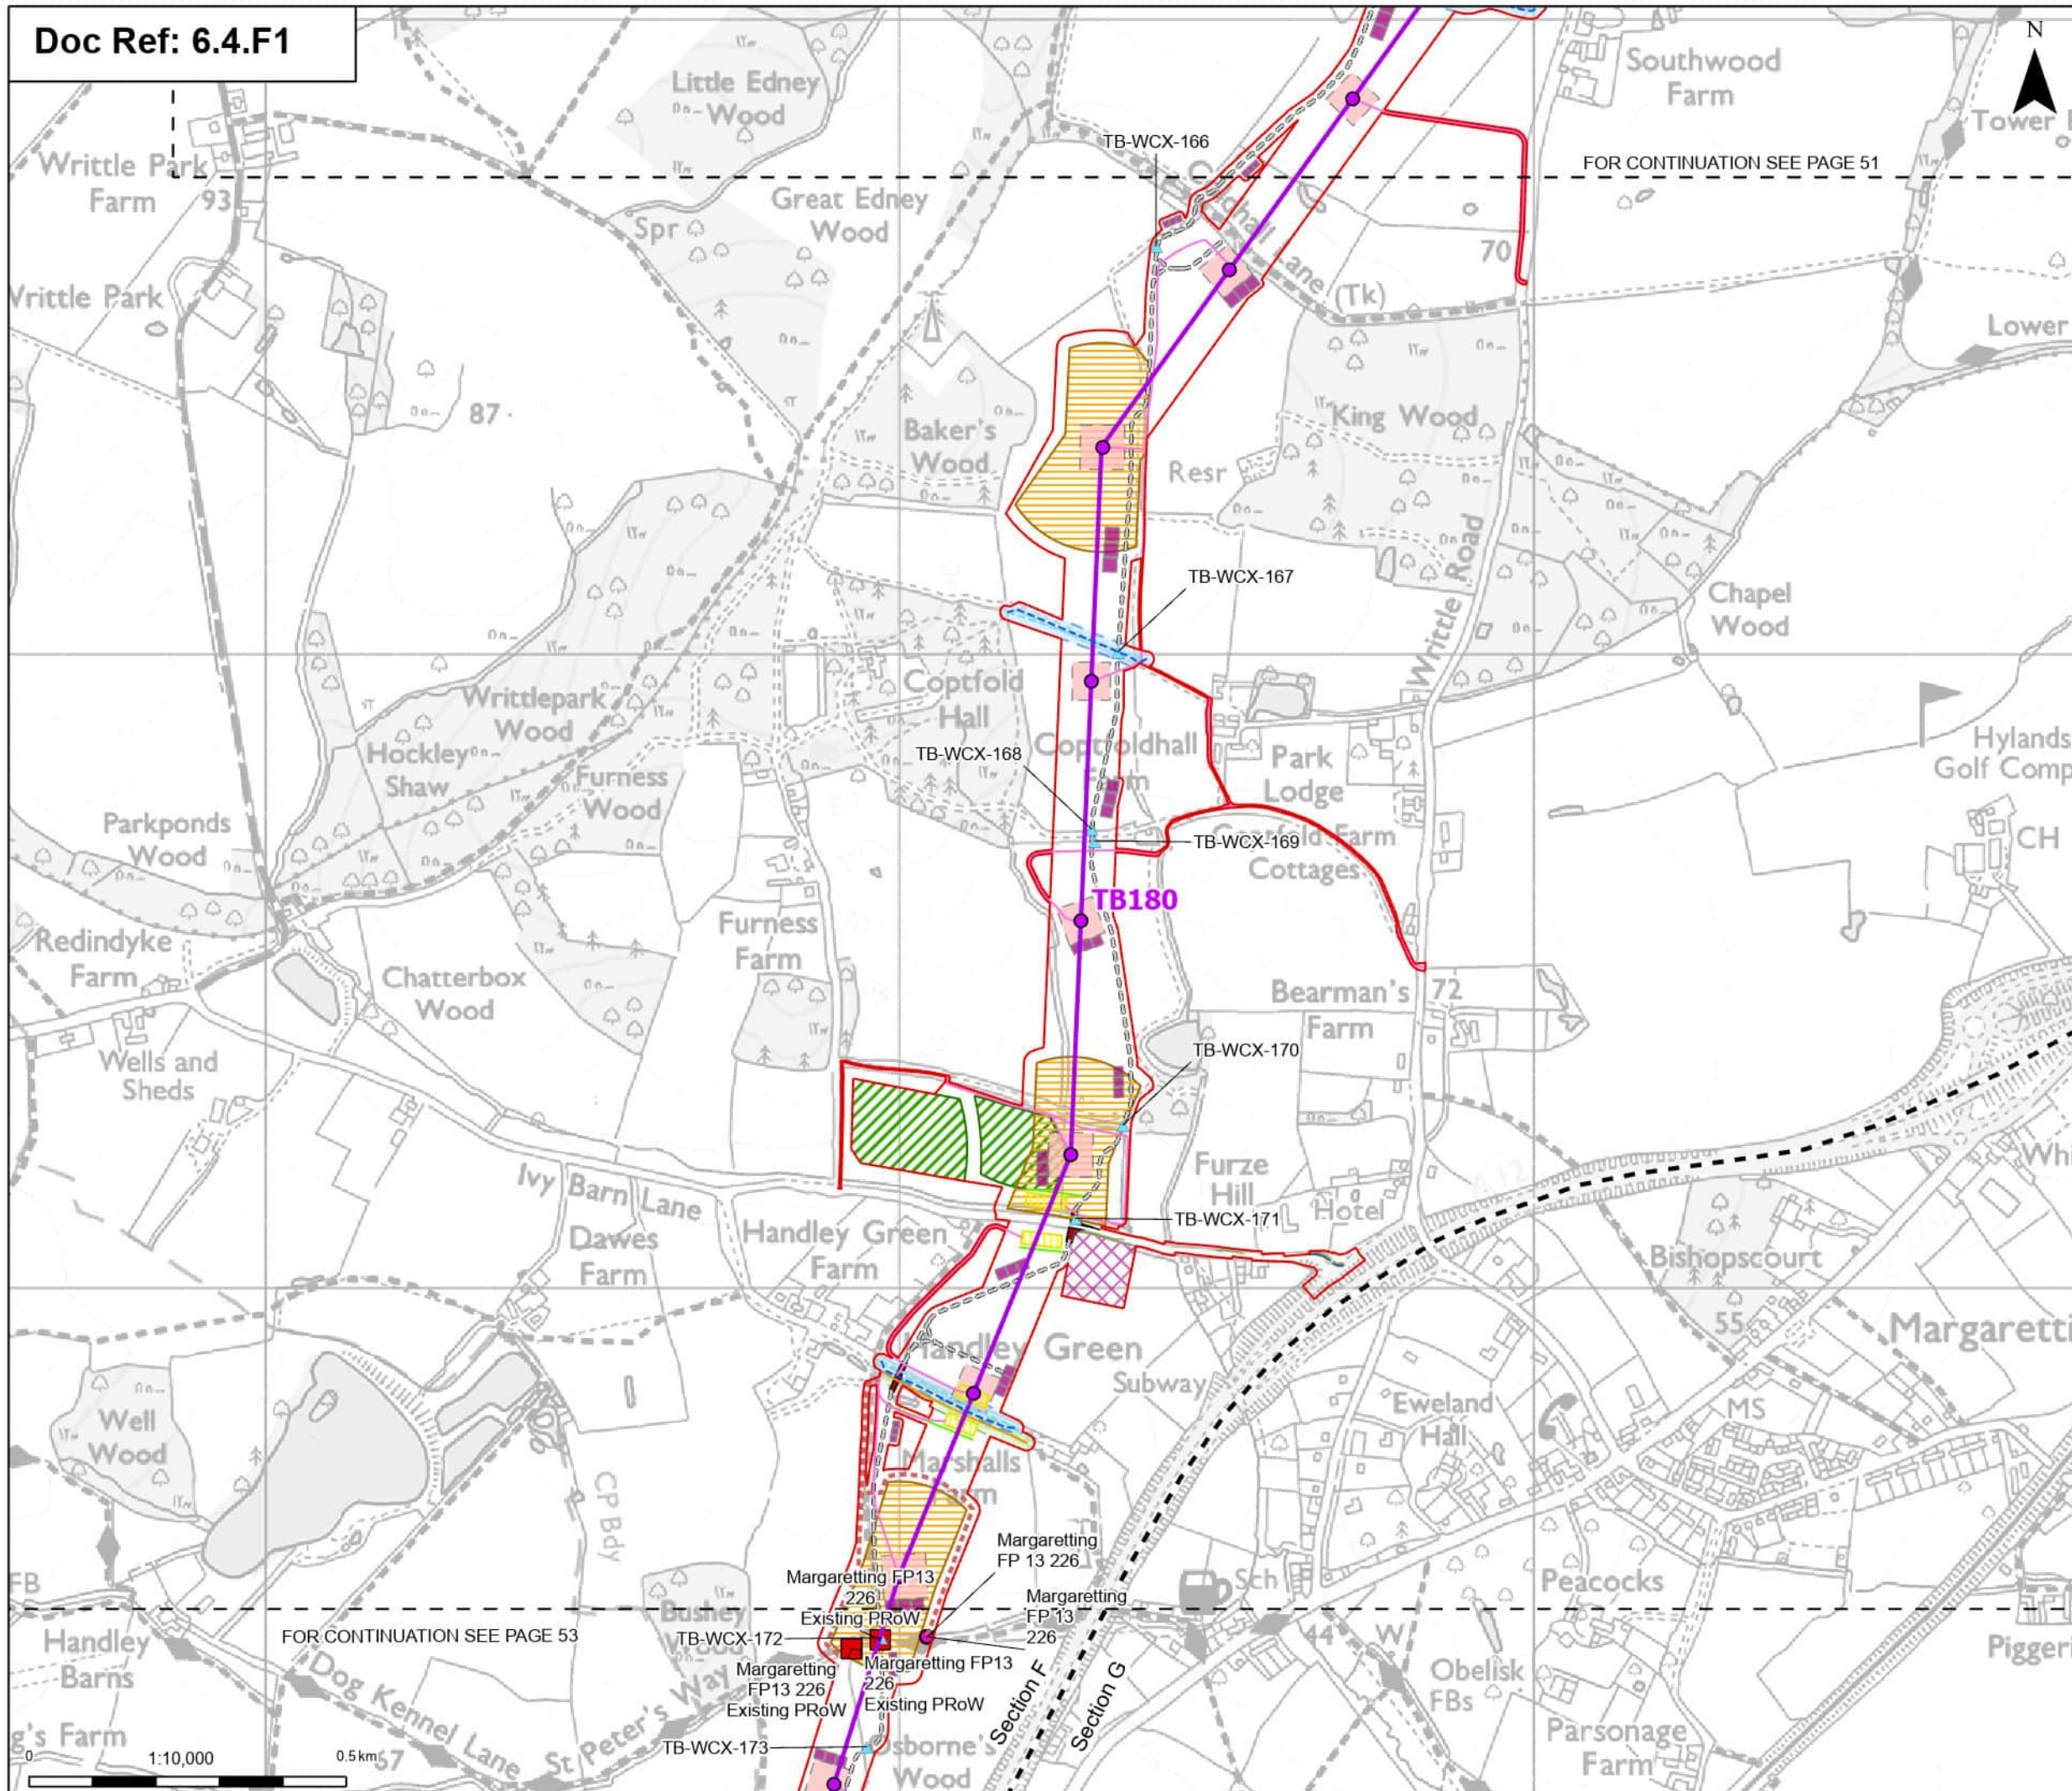 Doc Ref: 6.4.F1
N
Little Edney
Wood
Southwood
Farm
Tower
Writtle Park
Farm
93
TB-WCX-166
FOR CONTINUATION SEE PAGE 51
Great Edney
Wood
Spr
Lane (Tk)
70
Writtle Park
Lower
87
Baker's
Wood
King Wood
Resr
Writtle Road
TB-WCX-167
Chapel
Wood
Coptfold
Hall
Writtlepark
Wood
Hockley
Shaw
Furness
Wood
TB-WCX-168
Park
Lodge
Hylands
Golf Comp
Parkponds
Wood
TB-WCX-169
Farm
Cottages
CH
TB180
Furness
Farm
Redindyke
Farm
Chatterbox
Wood
Bearman's
Farm
72
Wells and
Sheds
TB-WCX-170
Ivy Barn Lane
Furze
Hill
Hotel
A 12
Whi
TB-WCX-171
Dawes
Farm
Handley Green
Farm
Bishopscourt
55
Margaretti
Handley Green
Subway
Well
Wood
Eweland
Hall
MS
Marshalls
CP Bdy
Margaretting
FP 13 226
Margaretting FP13
226
Existing PRoW
Margaretting
FP 13
226
Sch
Peacocks
FB
FOR CONTINUATION SEE PAGE 53
Bushey
TB-WCX-172
44
W
Handley
Barns
Margaretting
FP13 226
Existing PRoW
Margaretting FP13
226
Existing PRoW
Piggeri
Dog Kennel Lane
St Peter's Way
Section F
Section G
Obelisk
FBs
g's Farm
TB-WCX-173
Osborne's
Wood
Parsonage
Farm
0
1:10,000
0.5 km
57